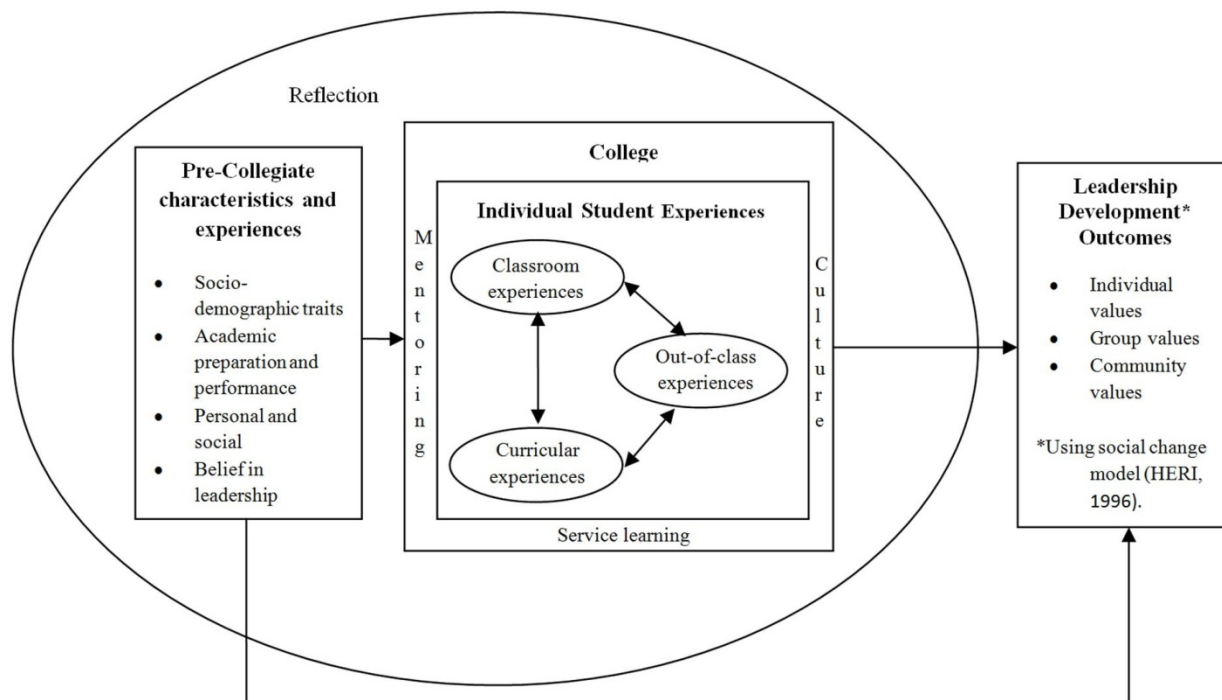 Reflection
Pre-Collegiate
characteristics and
experiences
• Socio-
demographic traits
• Academic
preparation and
performance
• Personal and
social
• Belief in
leadership
College
Mentoring
Individual Student Experiences
Classroom
experiences
Out-of-class
experiences
Curricular
experiences
Culture
Service learning
Leadership
Development*
Outcomes
• Individual
values
• Group values
• Community
values
*Using social change
model (HERI,
1996).